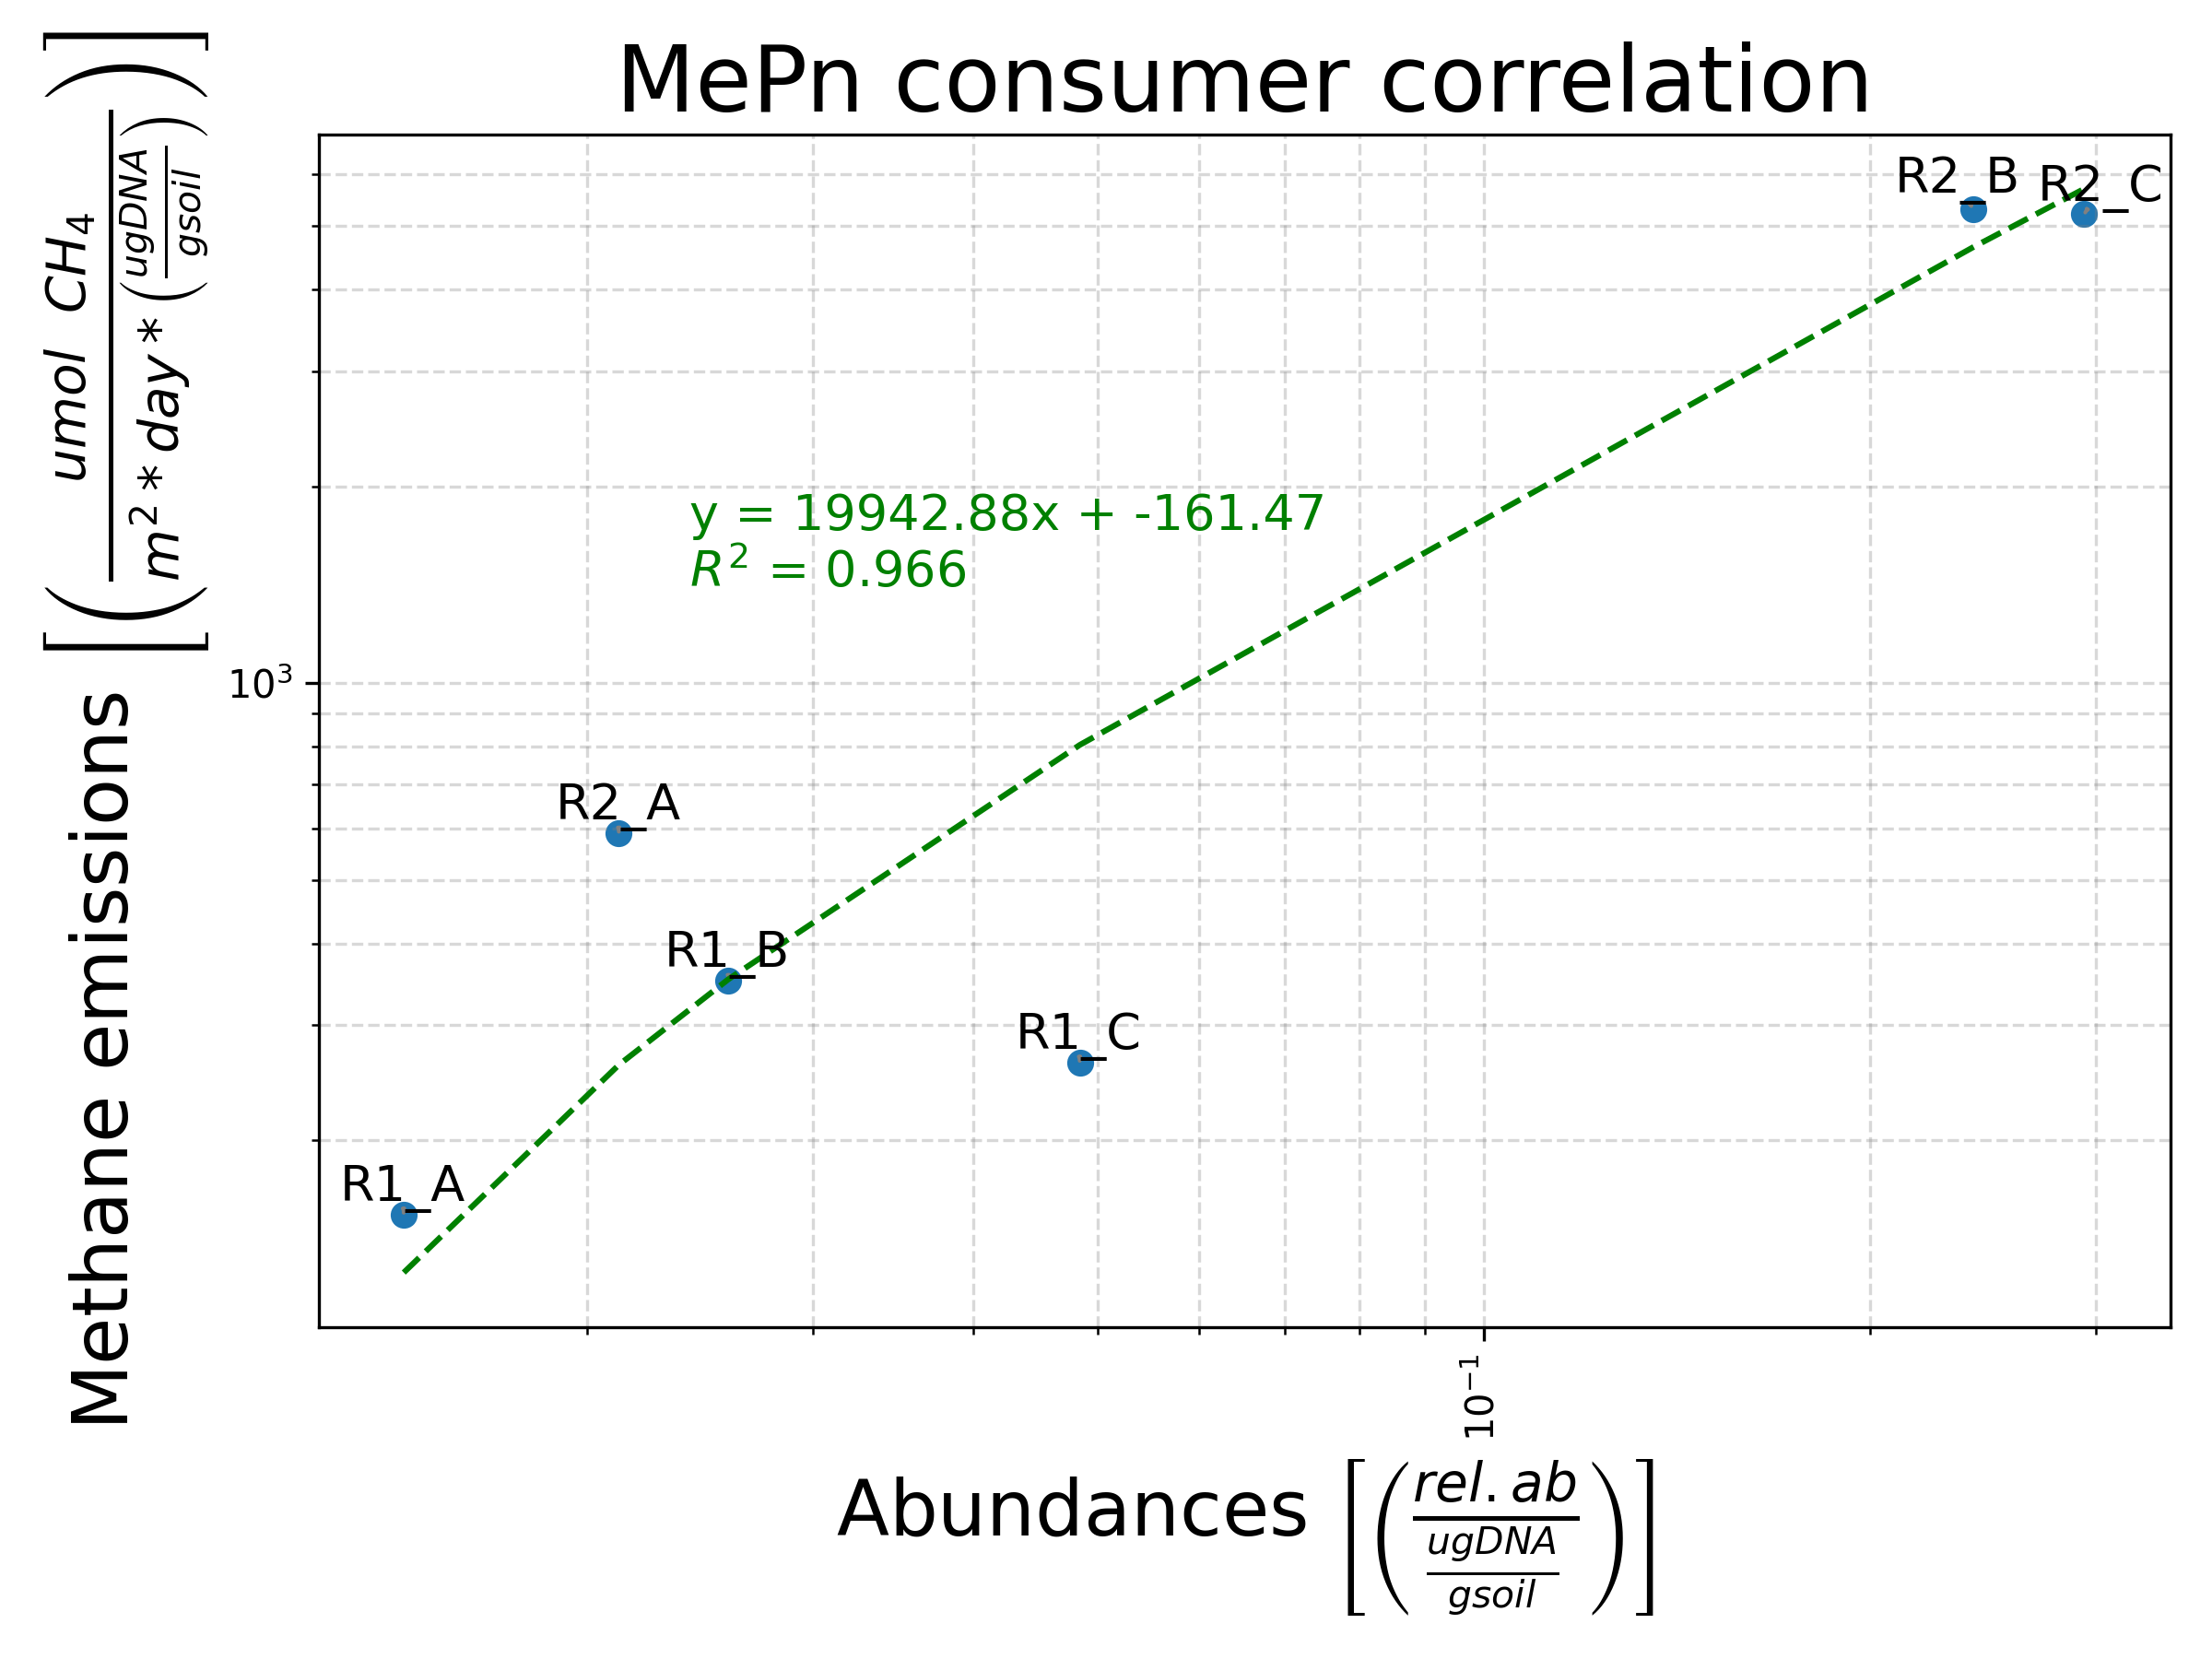 MePn consumer correlation
Methane emissions [(umol CH₄ / m² * day * (ugDNA / gsoil))]
R2_B
R2_C
y = 19942.88x + -161.47
R² = 0.966
10³
R2_A
R1_B
R1_C
R1_A
10⁻¹
Abundances [(rel.ab / ugDNA / gsoil)]